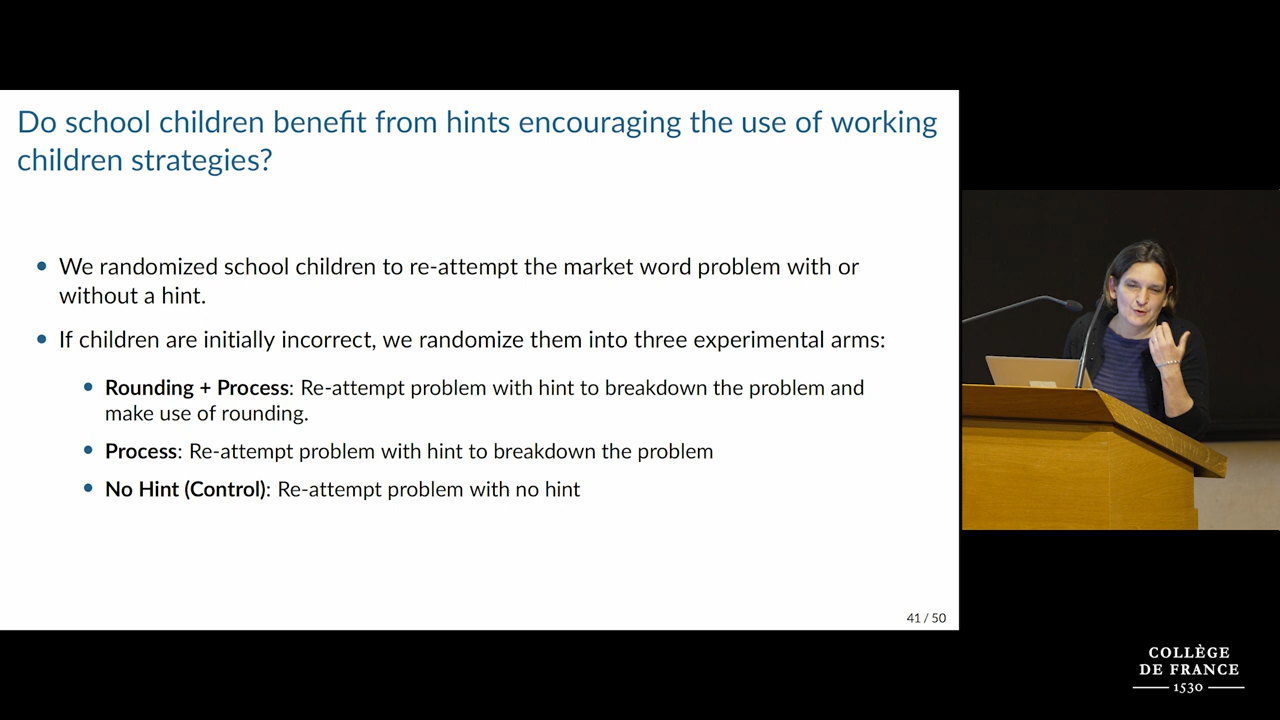 Do school children benefit from hints encouraging the use of working
children strategies?
• We randomized school children to re-attempt the market word problem with or
without a hint.
• If children are initially incorrect, we randomize them into three experimental arms:
• Rounding + Process: Re-attempt problem with hint to breakdown the problem and
make use of rounding.
• Process: Re-attempt problem with hint to breakdown the problem
• No Hint (Control): Re-attempt problem with no hint
41 / 50
COLLÈGE
DE FRANCE
1530